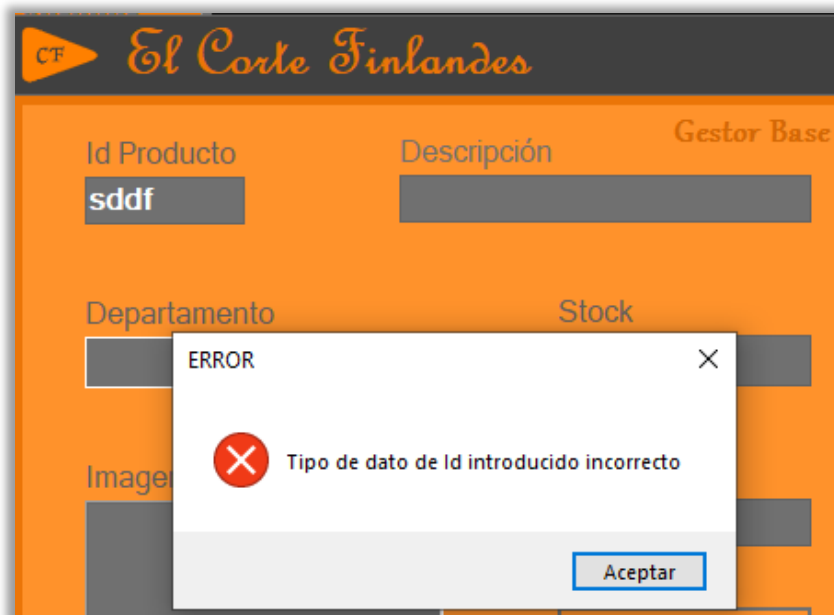 CF
El Corte Finlandes
Gestor Base
Id Producto
Descripción
sddf
Departamento
Stock
ERROR
Tipo de dato de Id introducido incorrecto
Aceptar